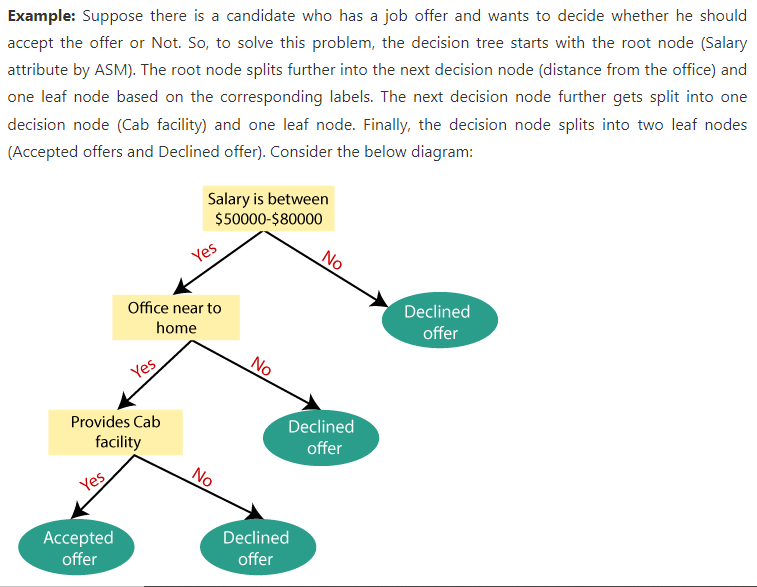 Example: Suppose there is a candidate who has a job offer and wants to decide whether he should
accept the offer or Not. So, to solve this problem, the decision tree starts with the root node (Salary
attribute by ASM). The root node splits further into the next decision node (distance from the office) and
one leaf node based on the corresponding labels. The next decision node further gets split into one
decision node (Cab facility) and one leaf node. Finally, the decision node splits into two leaf nodes
(Accepted offers and Declined offer). Consider the below diagram:
Salary is between
$50000-$80000
Yes
No
Office near to
home
Declined
offer
Yes
No
Provides Cab
facility
Declined
offer
Yes
No
Accepted
offer
Declined
offer